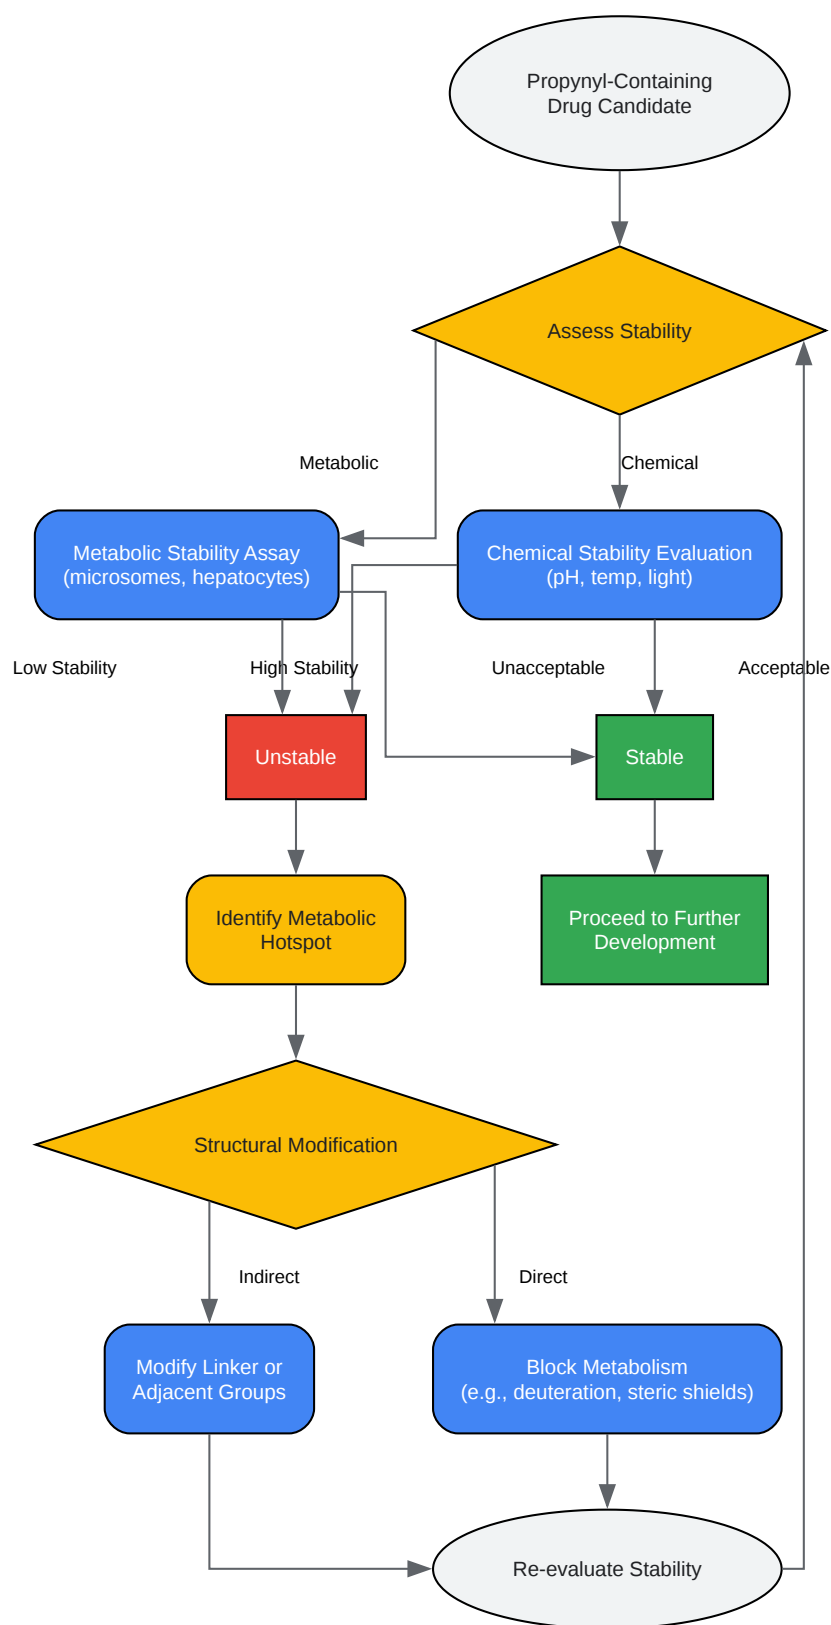 Propynyl-Containing
Drug Candidate
Assess Stability
Metabolic
Chemical
Metabolic Stability Assay
(microsomes, hepatocytes)
Chemical Stability Evaluation
(pH, temp, light)
Low Stability
High Stability
Unacceptable
Acceptable
Unstable
Stable
Identify Metabolic
Hotspot
Proceed to Further
Development
Structural Modification
Indirect
Direct
Modify Linker or
Adjacent Groups
Block Metabolism
(e.g., deuteration, steric shields)
Re-evaluate Stability